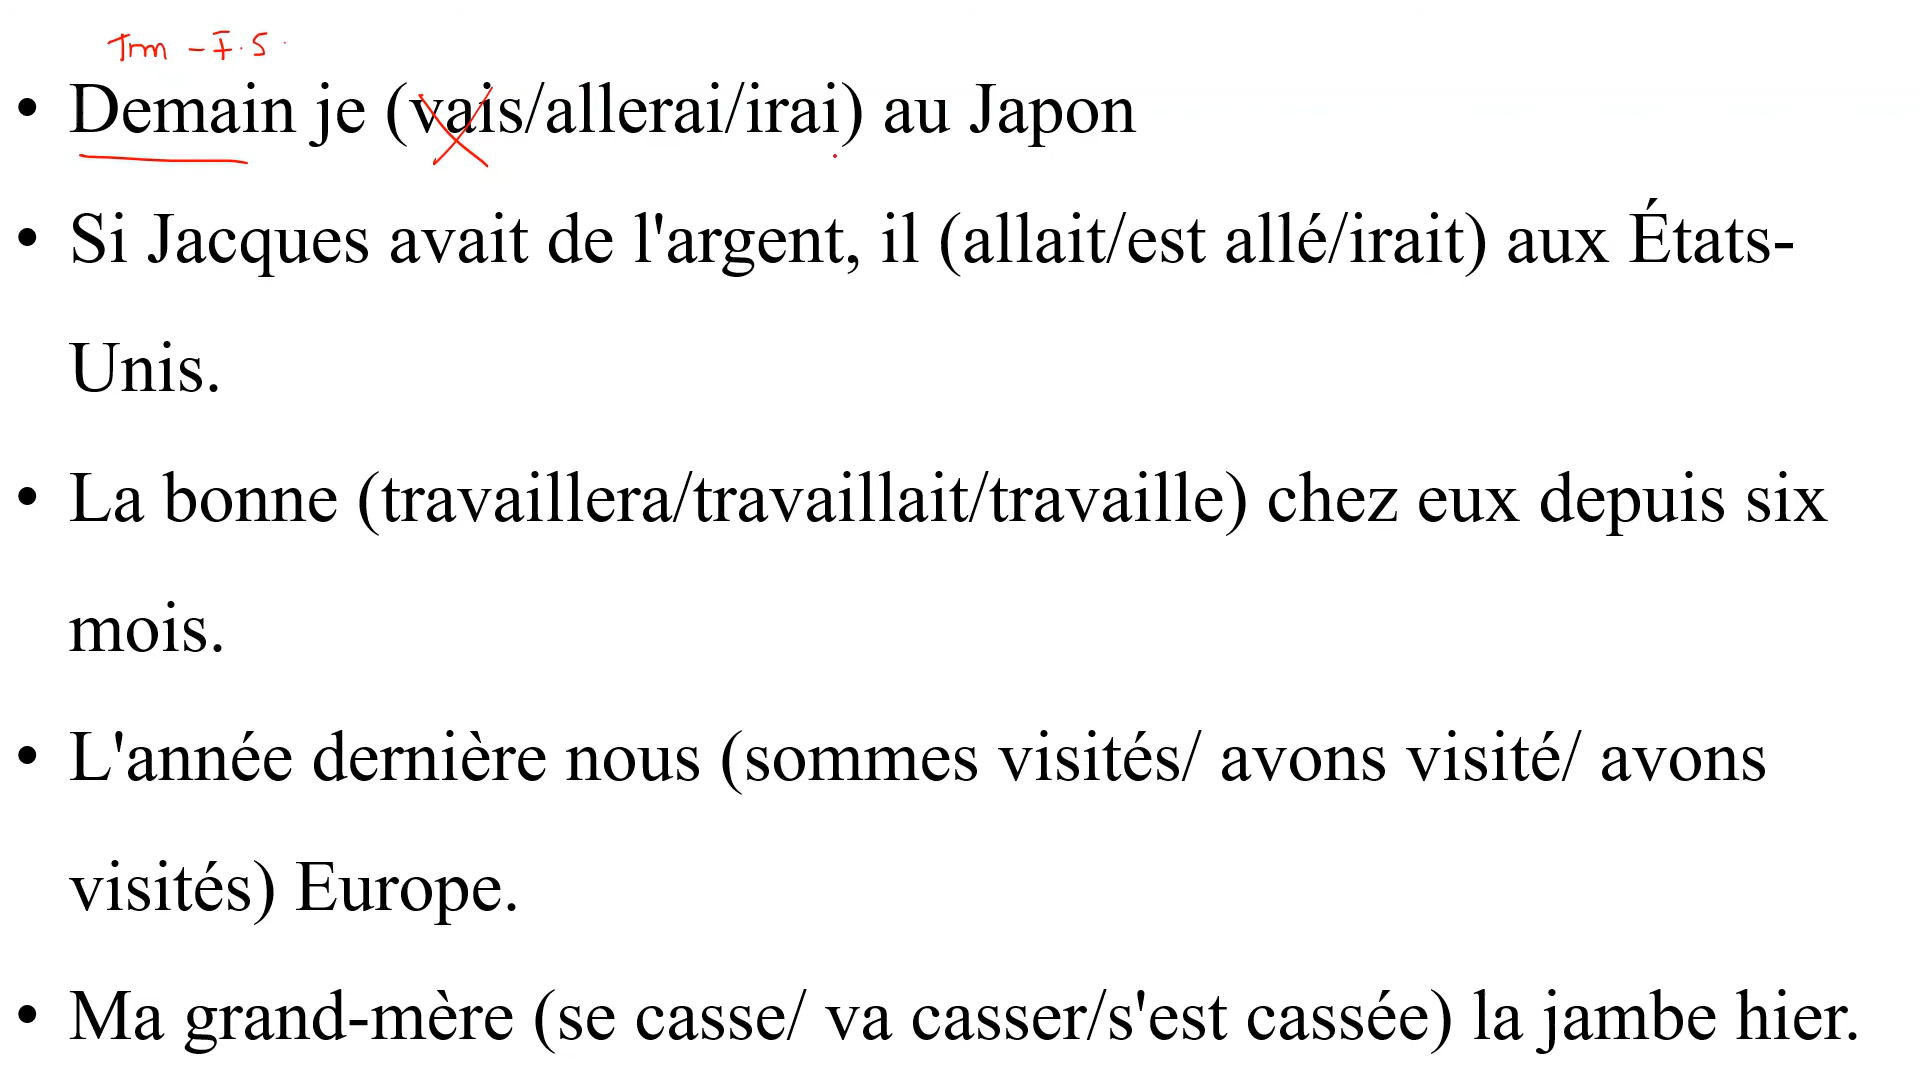 Trm - F.S.
• Demain je (vais/allerai/irai) au Japon
• Si Jacques avait de l'argent, il (allait/est allé/irait) aux États-
Unis.
• La bonne (travaillera/travaillait/travaille) chez eux depuis six
mois.
• L'année dernière nous (sommes visités/ avons visité/ avons
visités) Europe.
• Ma grand-mère (se casse/ va casser/s'est cassée) la jambe hier.